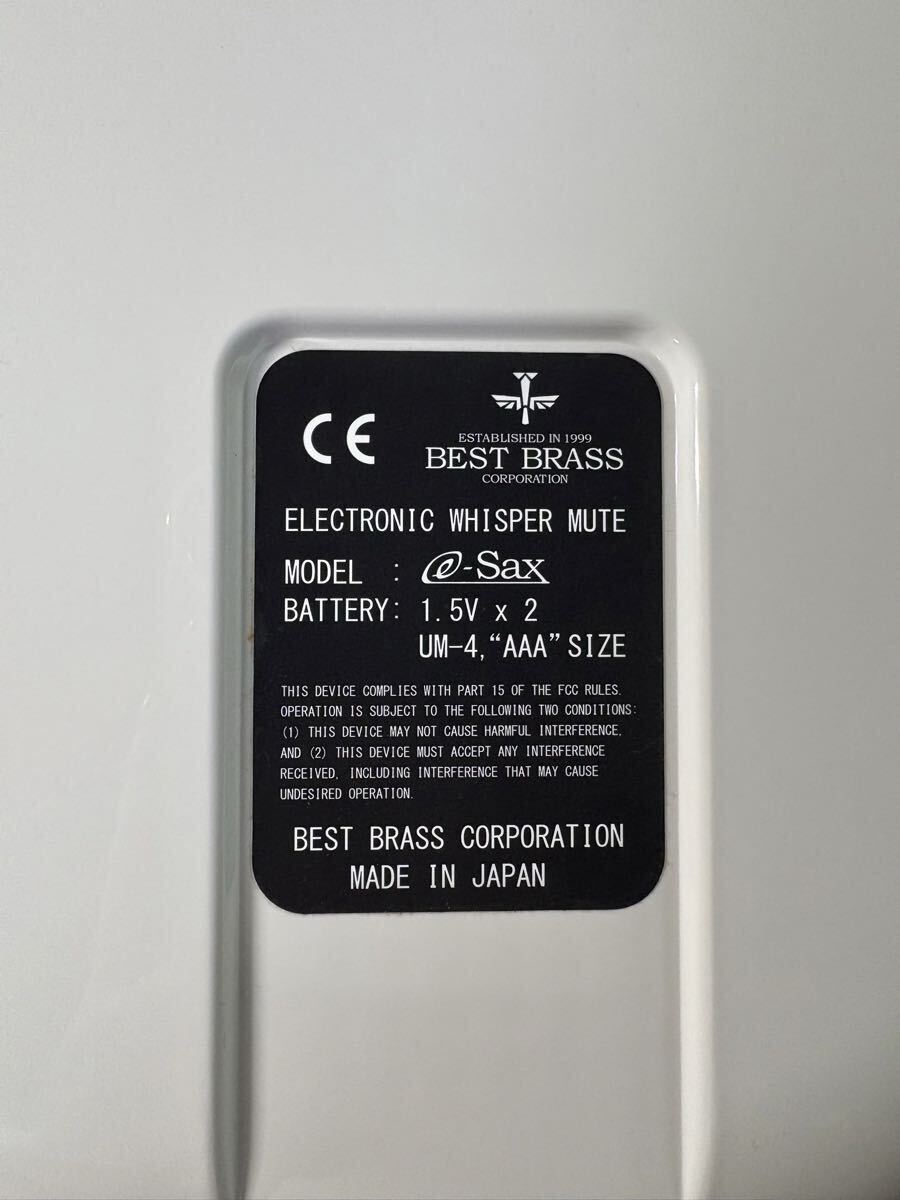 CE
ESTABLISHED IN 1999
BEST BRASS
CORPORATION
ELECTRONIC WHISPER MUTE
MODEL : e-Sax
BATTERY: 1.5V x 2
UM-4,“AAA”SIZE
THIS DEVICE COMPLIES WITH PART 15 OF THE FCC RULES.
OPERATION IS SUBJECT TO THE FOLLOWING TWO CONDITIONS:
(1) THIS DEVICE MAY NOT CAUSE HARMFUL INTERFERENCE,
AND (2) THIS DEVICE MUST ACCEPT ANY INTERFERENCE
RECEIVED, INCLUDING INTERFERENCE THAT MAY CAUSE
UNDESIRED OPERATION.
BEST BRASS CORPORATION
MADE IN JAPAN